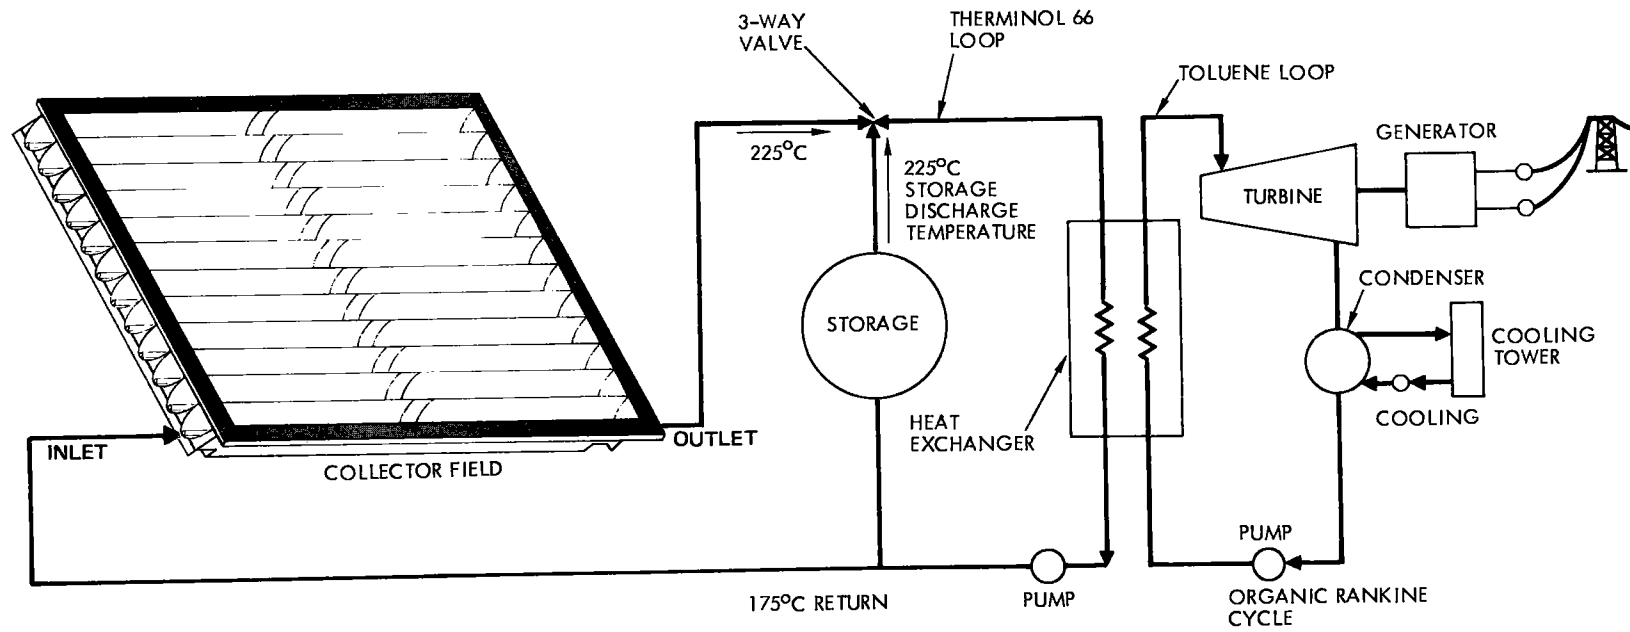 3-WAY
VALVE
THERMINOL 66
LOOP
TOLUENE LOOP
GENERATOR
225°C
225°C
STORAGE
DISCHARGE
TEMPERATURE
TURBINE
CONDENSER
STORAGE
COOLING
TOWER
HEAT
EXCHANGER
COOLING
INLET
OUTLET
COLLECTOR FIELD
PUMP
175°C RETURN
PUMP
ORGANIC RANKINE
CYCLE